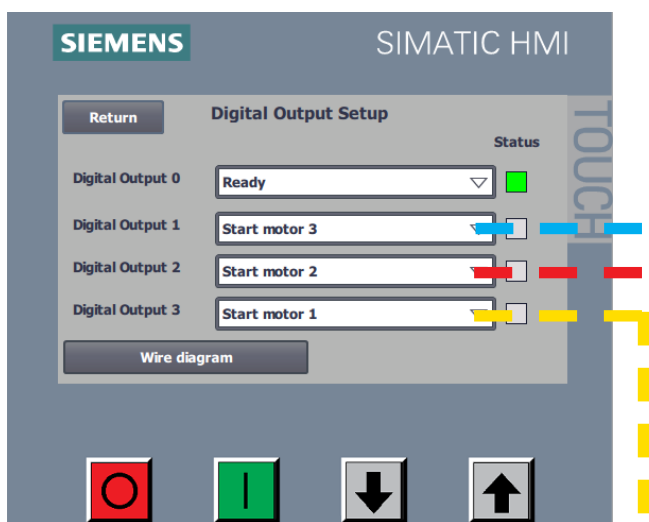 SIEMENS SIMATIC HMI
TOUCH
Return Digital Output Setup
Status
Digital Output 0 Ready
Digital Output 1 Start motor 3
Digital Output 2 Start motor 2
Digital Output 3 Start motor 1
Wire diagram